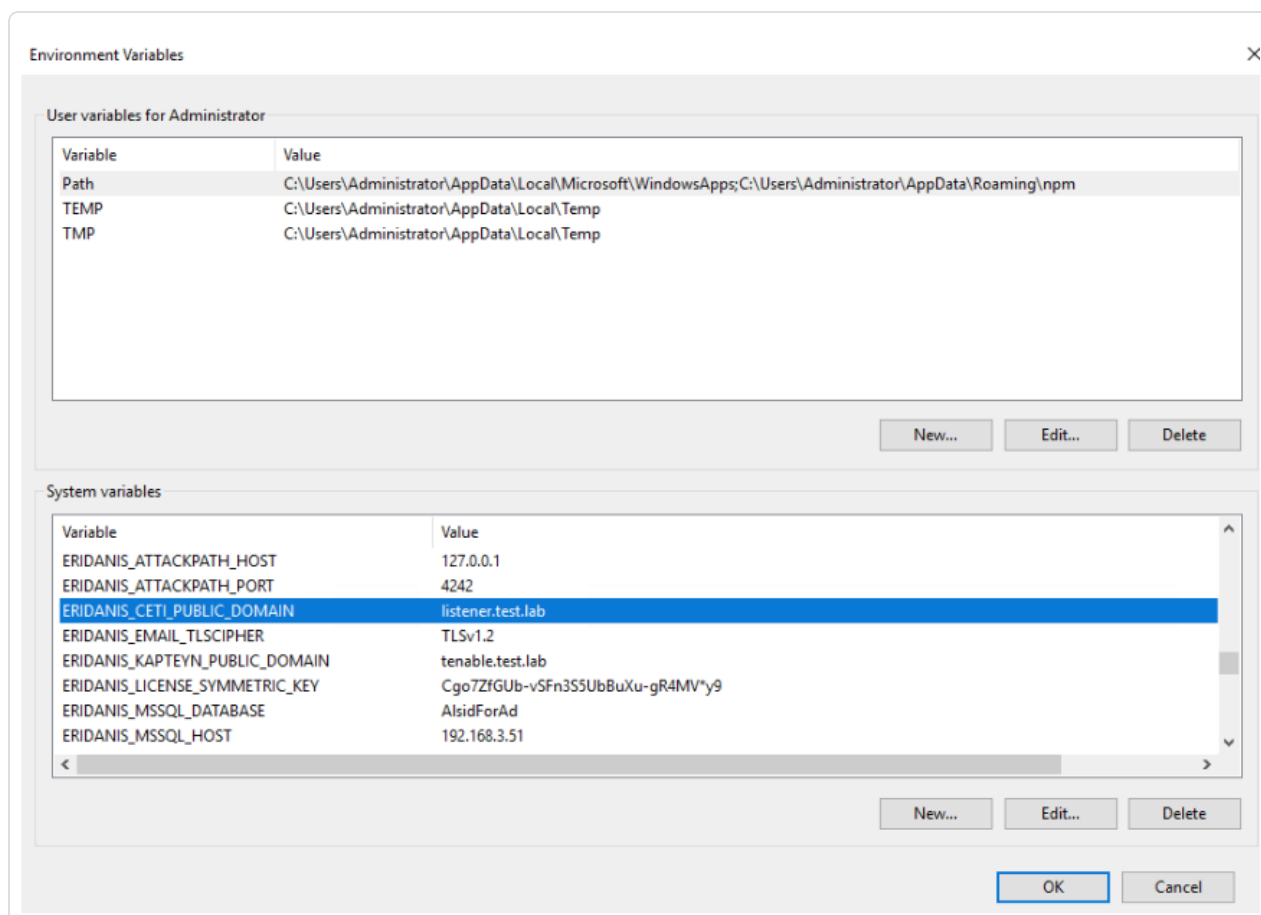 Environment Variables
User variables for Administrator
Variable Value
Path C:\Users\Administrator\AppData\Local\Microsoft\WindowsApps;C:\Users\Administrator\AppData\Roaming\npm
TEMP C:\Users\Administrator\AppData\Local\Temp
TMP C:\Users\Administrator\AppData\Local\Temp
New... Edit... Delete
System variables
Variable Value
ERIDANIS_ATTACKPATH_HOST 127.0.0.1
ERIDANIS_ATTACKPATH_PORT 4242
ERIDANIS_CETI_PUBLIC_DOMAIN listener.test.lab
ERIDANIS_EMAIL_TLSCIPHER TLSv1.2
ERIDANIS_KAPTEYN_PUBLIC_DOMAIN tenable.test.lab
ERIDANIS_LICENSE_SYMMETRIC_KEY Cgo7ZfGUb-vSFn3S5UbBuXu-gR4MV*y9
ERIDANIS_MSSQL_DATABASE AlsidForAd
ERIDANIS_MSSQL_HOST 192.168.3.51
New... Edit... Delete
OK Cancel